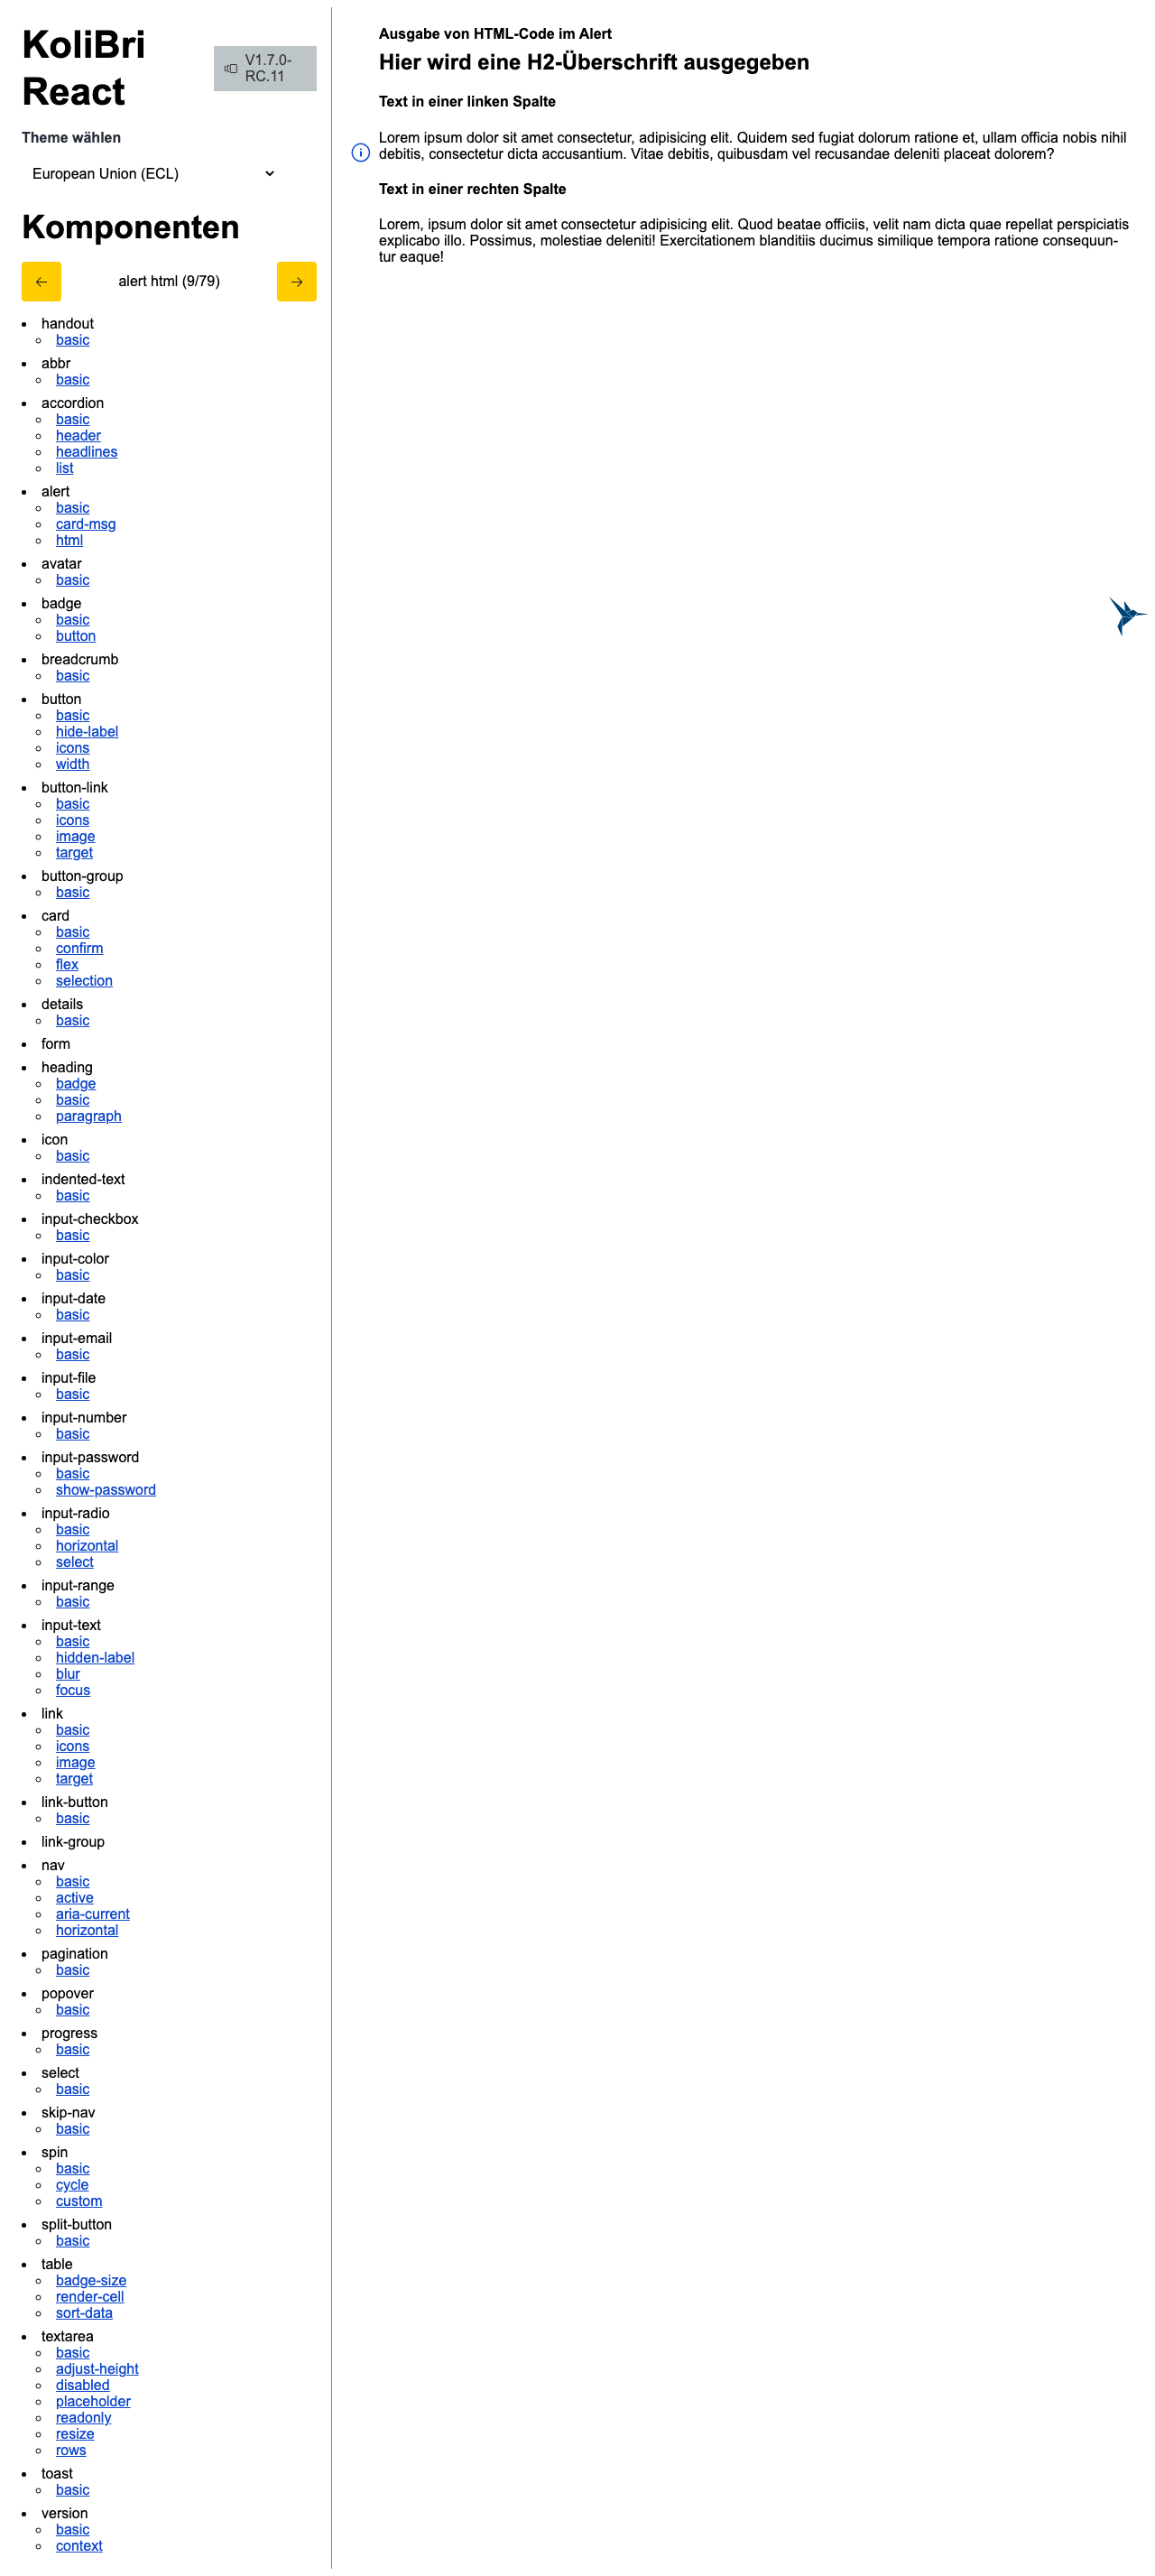 KoliBri
React
V1.7.0-
RC.11
Theme wählen
European Union (ECL)
Komponenten
alert html (9/79)
handout
basic
abbr
basic
accordion
basic
header
headlines
list
alert
basic
card-msg
html
avatar
basic
badge
basic
button
breadcrumb
basic
button
basic
hide-label
icons
width
button-link
basic
icons
image
target
button-group
basic
card
basic
confirm
flex
selection
details
basic
form
heading
badge
basic
paragraph
icon
basic
indented-text
basic
input-checkbox
basic
input-color
basic
input-date
basic
input-email
basic
input-file
basic
input-number
basic
input-password
basic
show-password
input-radio
basic
horizontal
select
input-range
basic
input-text
basic
hidden-label
blur
focus
link
basic
icons
image
target
link-button
basic
link-group
nav
basic
active
aria-current
horizontal
pagination
basic
popover
basic
progress
basic
select
basic
skip-nav
basic
spin
basic
cycle
custom
split-button
basic
table
badge-size
render-cell
sort-data
textarea
basic
adjust-height
disabled
placeholder
readonly
resize
rows
toast
basic
version
basic
context
Ausgabe von HTML-Code im Alert
Hier wird eine H2-Überschrift ausgegeben
Text in einer linken Spalte
Lorem ipsum dolor sit amet consectetur, adipisicing elit. Quidem sed fugiat dolorum ratione et, ullam officia nobis nihil
debitis, consectetur dicta accusantium. Vitae debitis, quibusdam vel recusandae deleniti placeat dolorem?
Text in einer rechten Spalte
Lorem, ipsum dolor sit amet consectetur adipisicing elit. Quod beatae officiis, velit nam dicta quae repellat perspiciatis
explicabo illo. Possimus, molestiae deleniti! Exercitationem blanditiis ducimus similique tempora ratione consequun-
tur eaque!